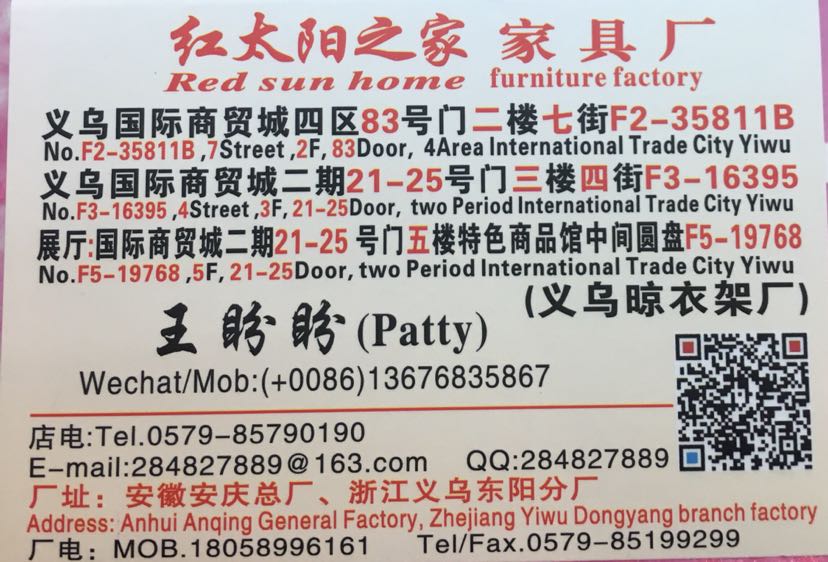 红太阳之家 家具厂
Red sun home furniture factory
义乌国际商贸城四区83号门二楼七街F2-35811B
No.F2-35811B ,7Street ,2F, 83Door, 4Area International Trade City Yiwu
义乌国际商贸城二期21-25号门三楼四街F3-16395
No.F3-16395 ,4Street ,3F, 21-25Door, two Period International Trade City Yiwu
展厅:国际商贸城二期21-25 号门五楼特色商品馆中间圆盘F5-19768
No.F5-19768 ,5F, 21-25Door, two Period International Trade City Yiwu
(义乌晾衣架厂)
王盼盼(Patty)
Wechat/Mob:(+0086)13676835867
店电:Tel.0579-85790190
E-mail:284827889@163.com QQ:284827889
厂址：安徽安庆总厂、浙江义乌东阳分厂
Address: Anhui Anqing General Factory, Zhejiang Yiwu Dongyang branch factory
厂电：MOB.18058996161 Tel/Fax.0579-85199299